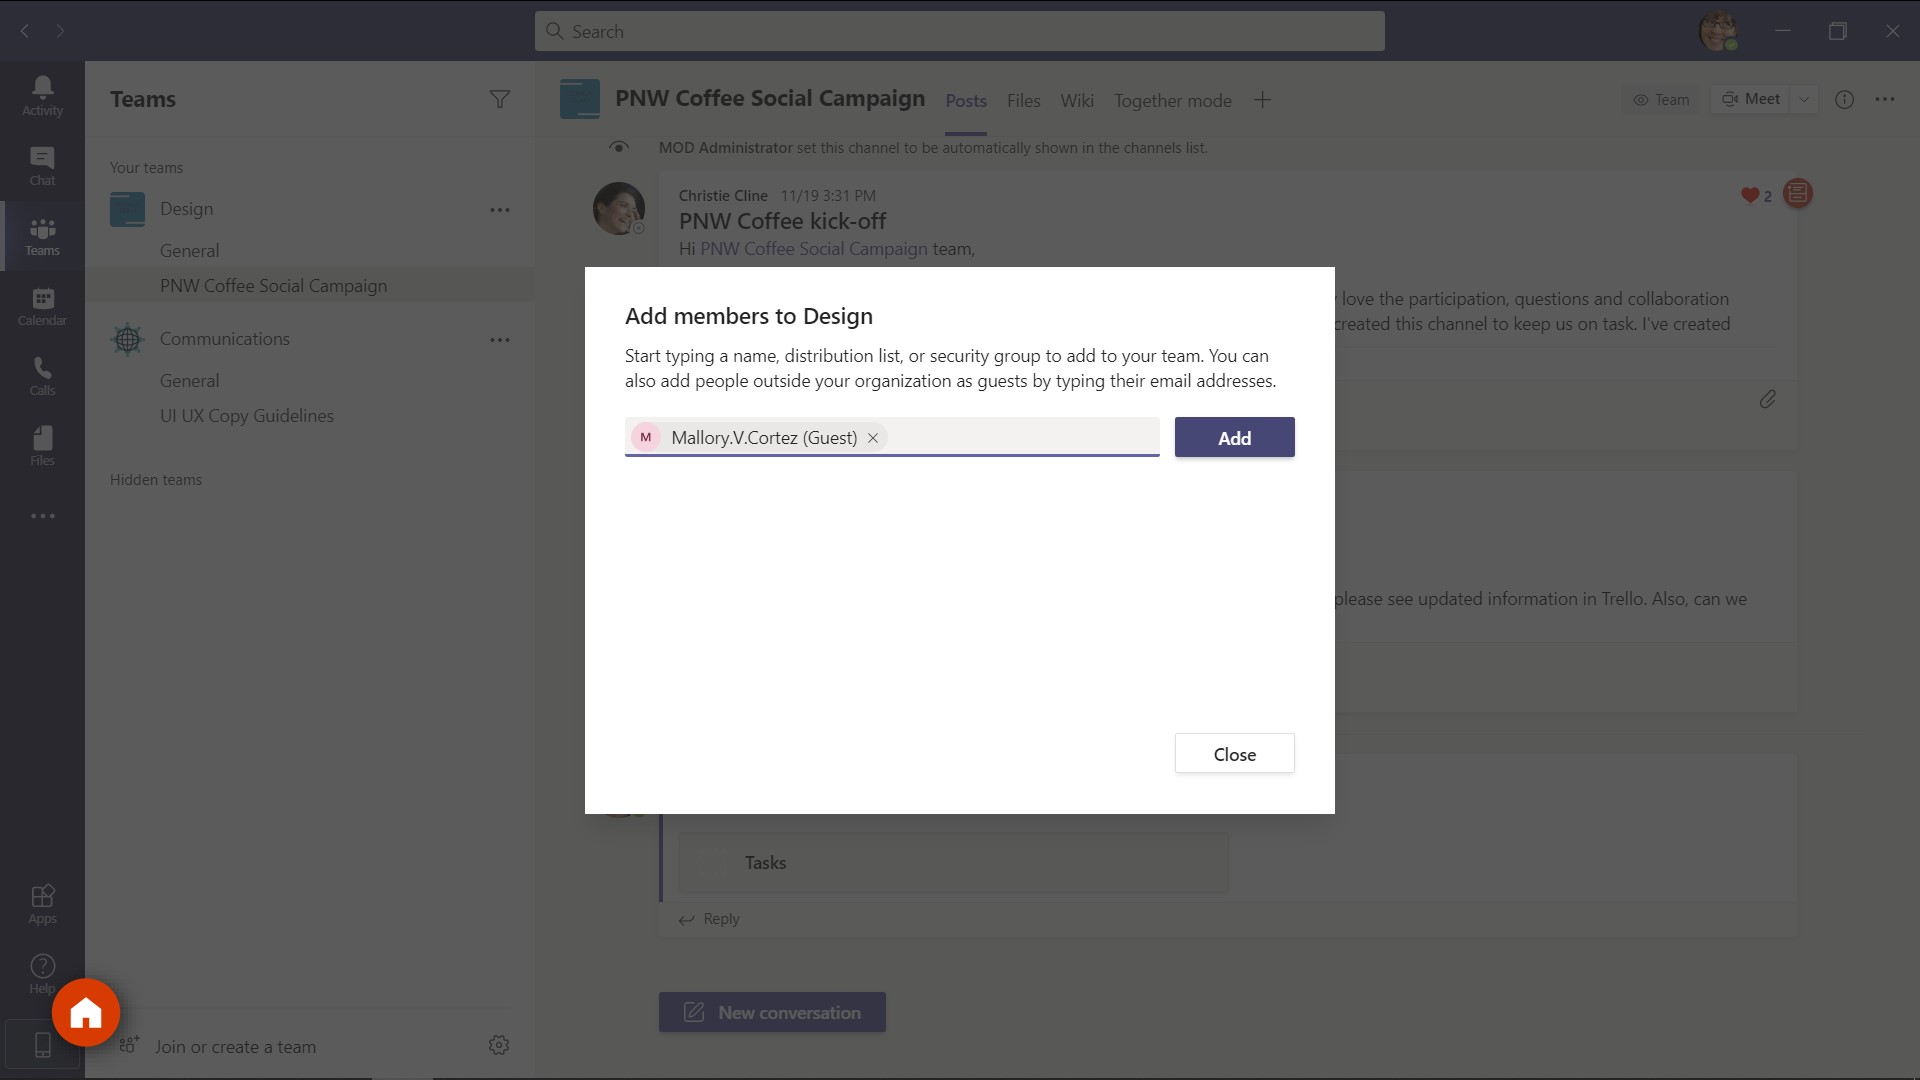 Search
Activity
Chat
Teams
Calendar
Calls
Files
Apps
Help
Teams
Your teams
Design
General
PNW Coffee Social Campaign
Communications
General
UI UX Copy Guidelines
Hidden teams
Join or create a team
PNW Coffee Social Campaign Posts Files Wiki Together mode
Team Meet
MOD Administrator set this channel to be automatically shown in the channels list.
Christie Cline 11/19 3:31 PM
2
PNW Coffee kick-off
Hi PNW Coffee Social Campaign team,
love the participation, questions and collaboration
created this channel to keep us on task. I've created
Add members to Design
Start typing a name, distribution list, or security group to add to your team. You can
also add people outside your organization as guests by typing their email addresses.
M Mallory.V.Cortez (Guest)
Add
please see updated information in Trello. Also, can we
Close
Tasks
Reply
New conversation